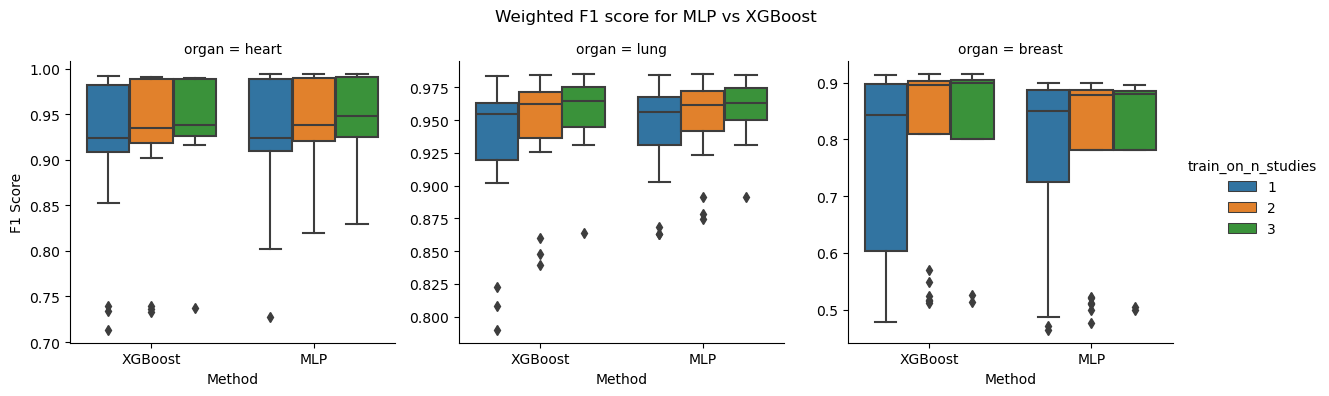 Weighted F1 score for MLP vs XGBoost
organ = heart
1.00
0.95
0.90
0.85
0.80
0.75
0.70
F1 Score
XGBoost MLP
Method
organ = lung
0.975
0.950
0.925
0.900
0.875
0.850
0.825
0.800
XGBoost MLP
Method
organ = breast
0.9
0.8
0.7
0.6
0.5
XGBoost MLP
Method
train_on_n_studies
1
2
3